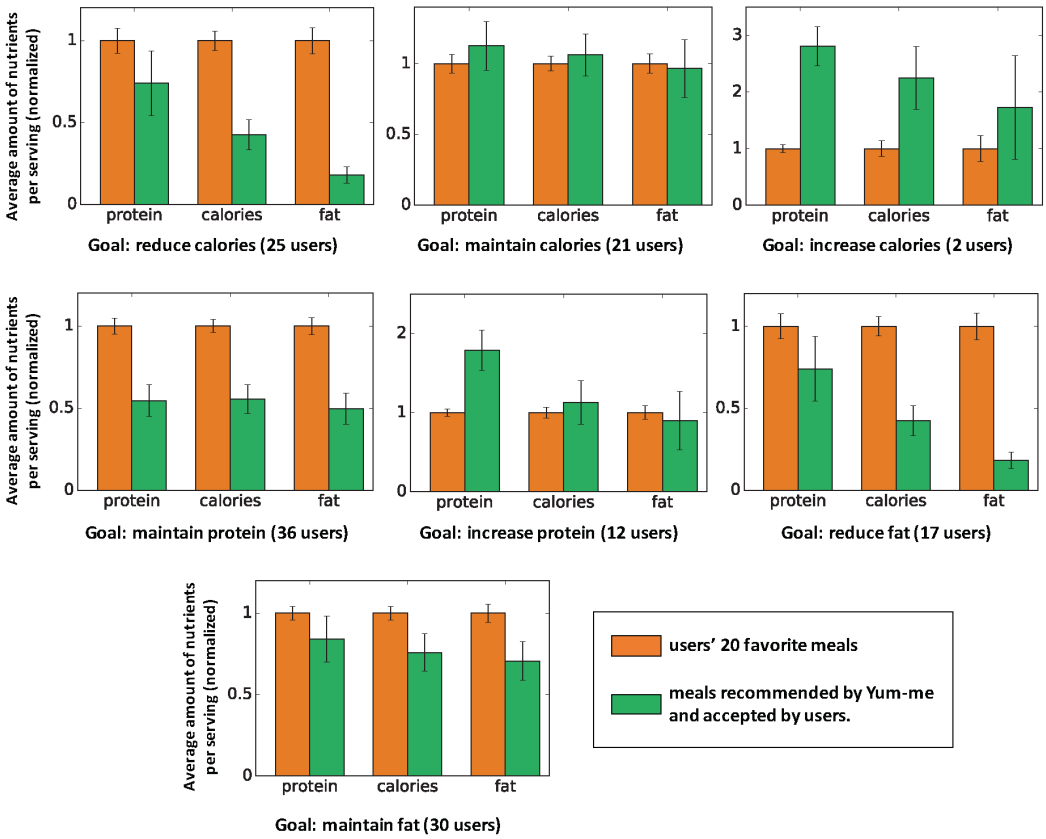 Average amount of nutrients
per serving (normalized)
1
0.5
0
protein calories fat
Goal: reduce calories (25 users)
1
0.5
0
protein calories fat
Goal: maintain calories (21 users)
3
2
1
0
protein calories fat
Goal: increase calories (2 users)
Average amount of nutrients
per serving (normalized)
1
0.5
0
protein calories fat
Goal: maintain protein (36 users)
2
1
0
protein calories fat
Goal: increase protein (12 users)
1
0.5
0
protein calories fat
Goal: reduce fat (17 users)
Average amount of nutrients
per serving (normalized)
1
0.5
0
protein calories fat
Goal: maintain fat (30 users)
users' 20 favorite meals
meals recommended by Yum-me
and accepted by users.